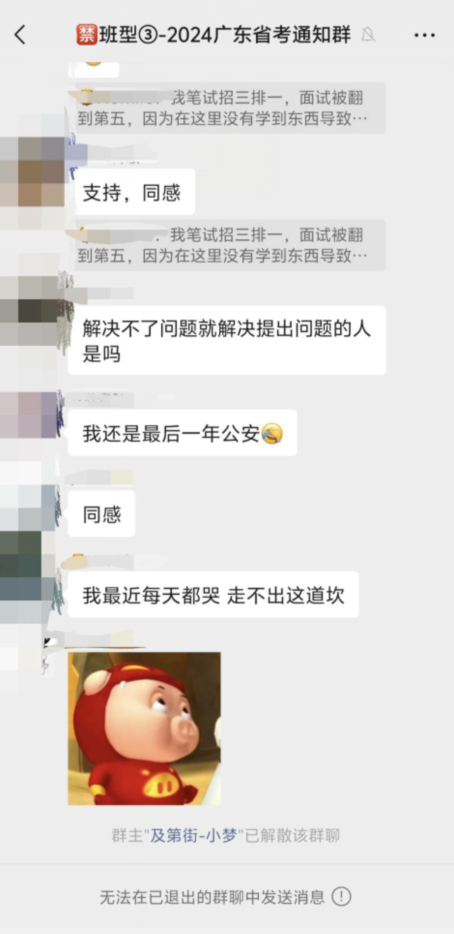 禁班型③-2024广东省考通知群
我笔试招三排一，面试被翻
到第五，因为在这里没有学到东西导致…
支持，同感
：我笔试招三排一，面试被翻
到第五，因为在这里没有学到东西导致…
解决不了问题就解决提出问题的人
是吗
我还是最后一年公安
同感
我最近每天都哭 走不出这道坎
群主"及第街-小梦"已解散该群聊
无法在已退出的群聊中发送消息